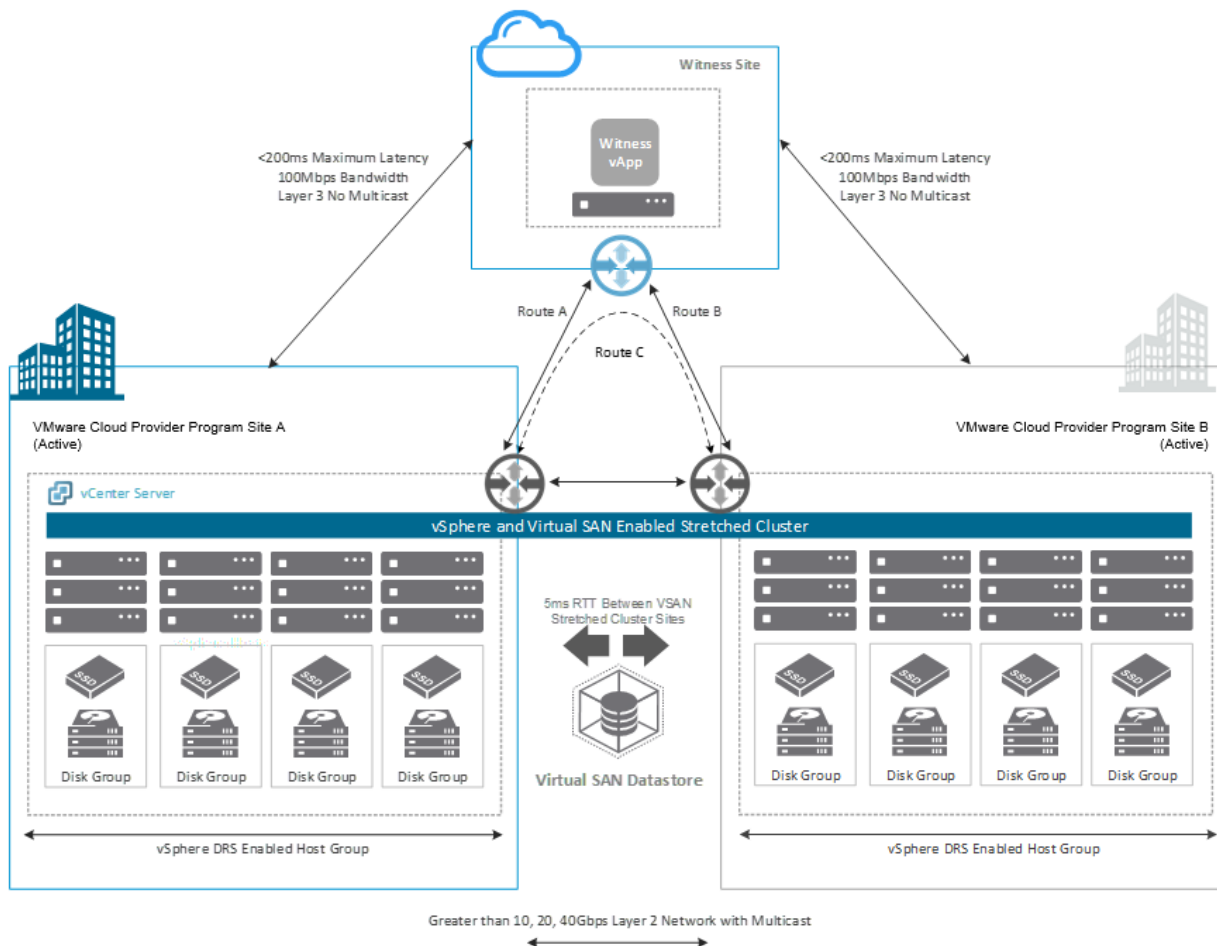 Witness Site
Witness
vApp
<200ms Maximum Latency
100Mbps Bandwidth
Layer 3 No Multicast
<200ms Maximum Latency
100Mbps Bandwidth
Layer 3 No Multicast
Route A
Route B
Route C
VMware Cloud Provider Program Site A
(Active)
VMware Cloud Provider Program Site B
(Active)
vCenter Server
vSphere and Virtual SAN Enabled Stretched Cluster
5ms RTT Between VSAN
Stretched Cluster Sites
SSD
SSD
SSD
SSD
SSD
SSD
SSD
SSD
Disk Group
Disk Group
Disk Group
Disk Group
Virtual SAN Datastore
Disk Group
Disk Group
Disk Group
Disk Group
vSphere DRS Enabled Host Group
vSphere DRS Enabled Host Group
Greater than 10, 20, 40Gbps Layer 2 Network with Multicast